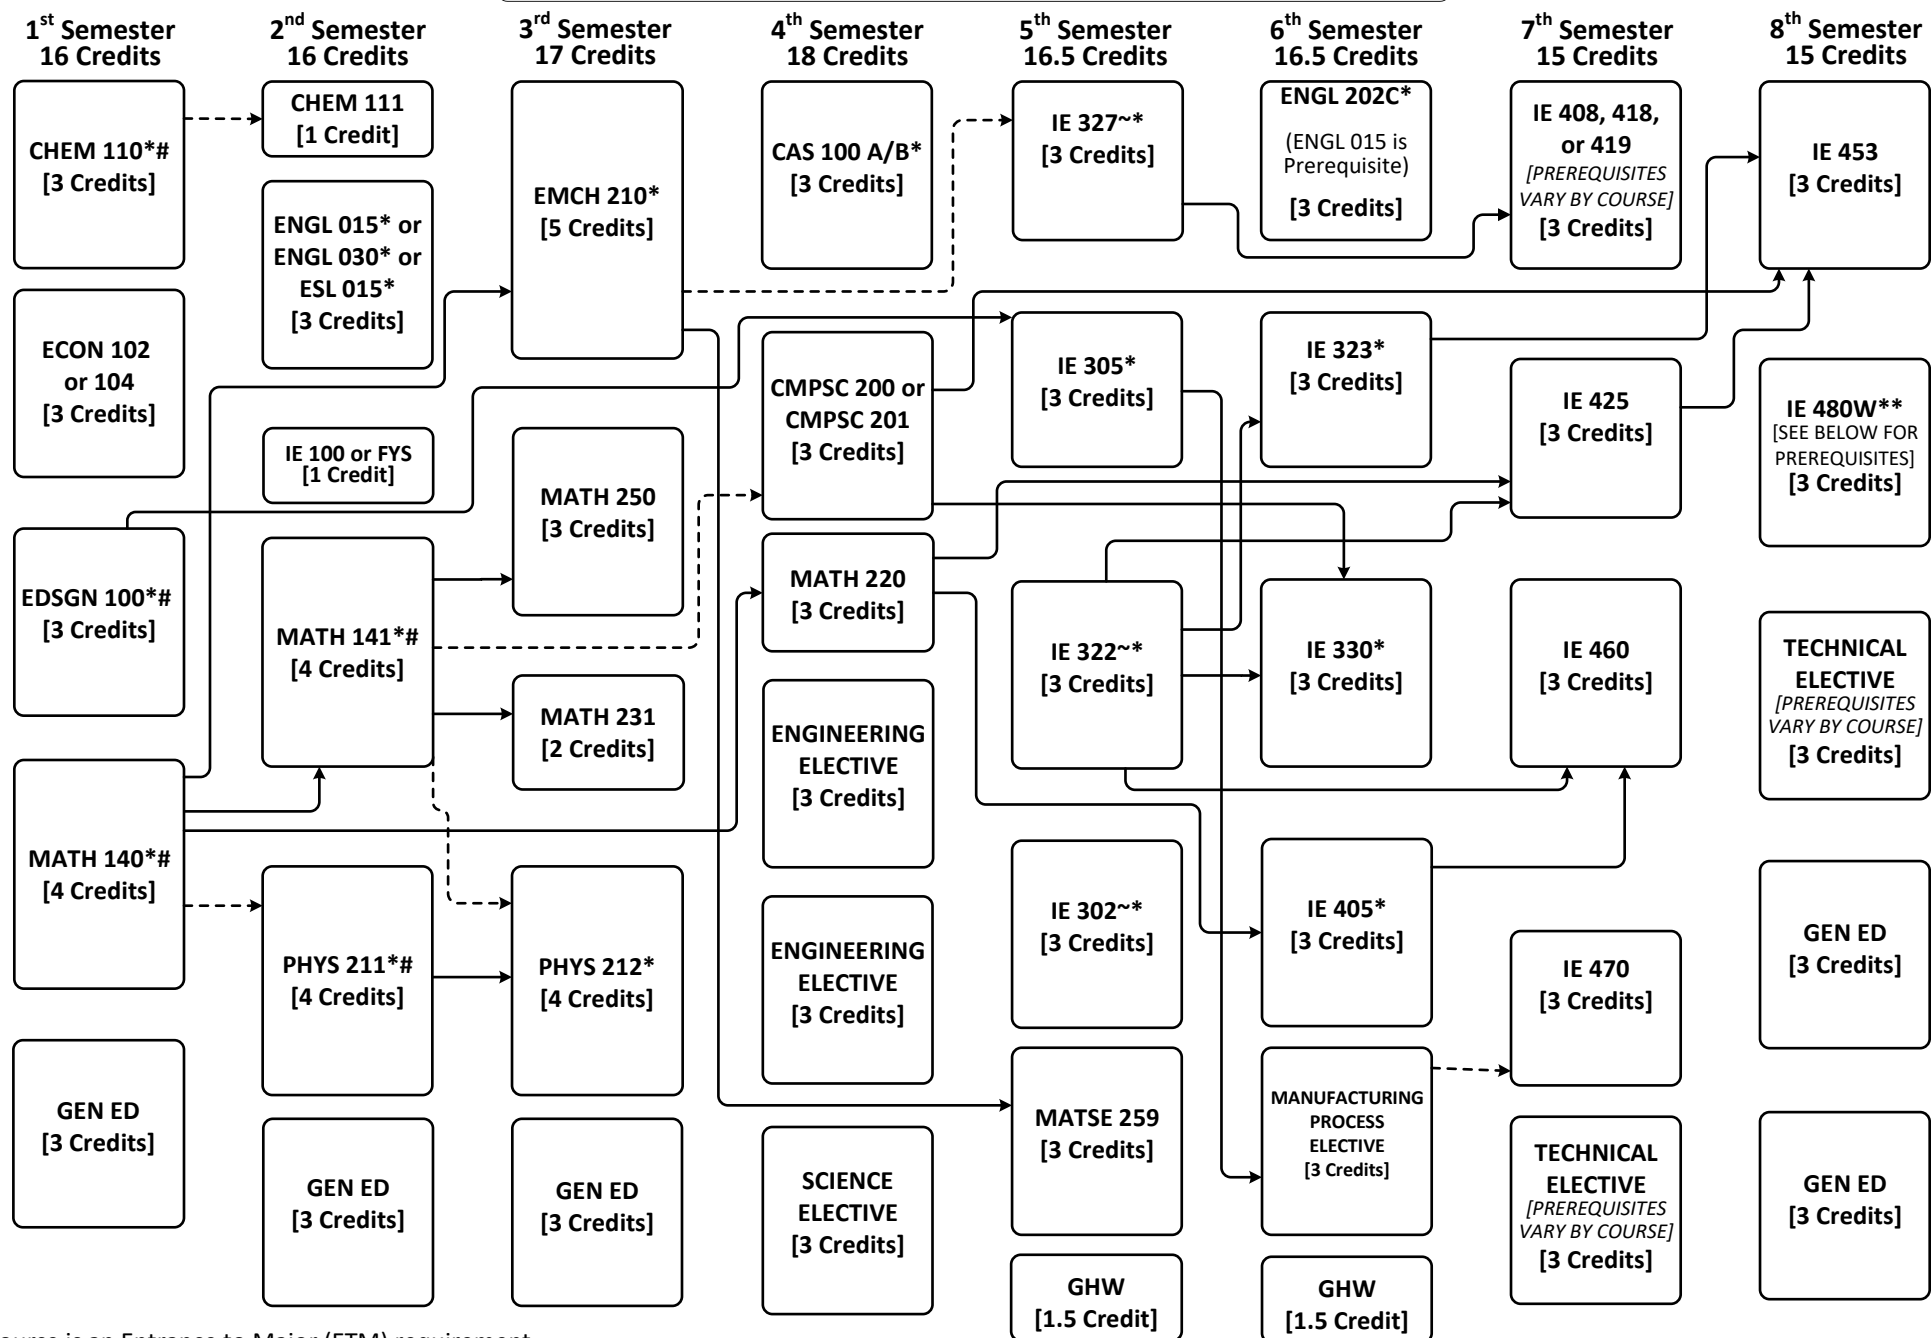 1st Semester
16 Credits
CHEM 110*#
[3 Credits]
ECON 102
or 104
[3 Credits]
EDSGN 100*#
[3 Credits]
MATH 140*#
[4 Credits]
GEN ED
[3 Credits]
2nd Semester
16 Credits
CHEM 111
[1 Credit]
ENGL 015* or
ENGL 030* or
ESL 015*
[3 Credits]
IE 100 or FYS
[1 Credit]
MATH 141*#
[4 Credits]
PHYS 211*#
[4 Credits]
GEN ED
[3 Credits]
3rd Semester
17 Credits
EMCH 210*
[5 Credits]
MATH 250
[3 Credits]
MATH 231
[2 Credits]
PHYS 212*
[4 Credits]
GEN ED
[3 Credits]
4th Semester
18 Credits
CAS 100 A/B*
[3 Credits]
CMPSC 200 or
CMPSC 201
[3 Credits]
MATH 220
[3 Credits]
ENGINEERING
ELECTIVE
[3 Credits]
ENGINEERING
ELECTIVE
[3 Credits]
SCIENCE
ELECTIVE
[3 Credits]
5th Semester
16.5 Credits
IE 327~*
[3 Credits]
IE 305*
[3 Credits]
IE 322~*
[3 Credits]
IE 302~*
[3 Credits]
MATSE 259
[3 Credits]
GHW
[1.5 Credit]
6th Semester
16.5 Credits
ENGL 202C*
(ENGL 015 is
Prerequisite)
[3 Credits]
IE 323*
[3 Credits]
IE 330*
[3 Credits]
IE 405*
[3 Credits]
MANUFACTURING
PROCESS
ELECTIVE
[3 Credits]
GHW
[1.5 Credit]
7th Semester
15 Credits
IE 408, 418,
or 419
[PREREQUISITES
VARY BY COURSE]
[3 Credits]
IE 425
[3 Credits]
IE 460
[3 Credits]
IE 470
[3 Credits]
TECHNICAL
ELECTIVE
[PREREQUISITES
VARY BY COURSE]
[3 Credits]
8th Semester
15 Credits
IE 453
[3 Credits]
IE 480W**
[SEE BELOW FOR
PREREQUISITES]
[3 Credits]
TECHNICAL
ELECTIVE
[PREREQUISITES
VARY BY COURSE]
[3 Credits]
GEN ED
[3 Credits]
GEN ED
[3 Credits]